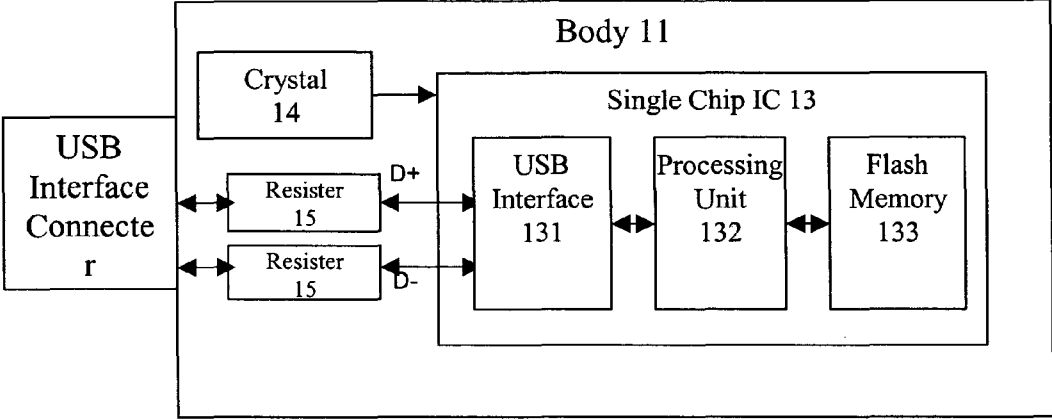 Body 11
Crystal
14
Single Chip IC 13
USB
Interface
Connecte
r
Resister
15
D+
Resister
15
D-
USB
Interface
131
Processing
Unit
132
Flash
Memory
133